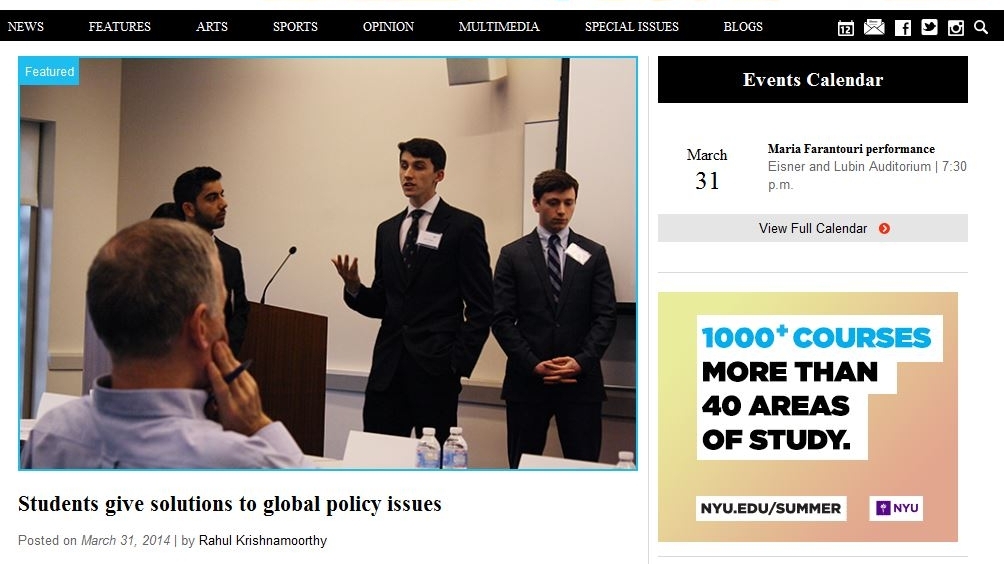 NEWS FEATURES ARTS SPORTS OPINION MULTIMEDIA SPECIAL ISSUES BLOGS 12
Featured
Students give solutions to global policy issues
Posted on March 31, 2014 | by Rahul Krishnamoorthy
Events Calendar
March
31
Maria Farantouri performance
Eisner and Lubin Auditorium | 7:30
p.m.
View Full Calendar
1000+ COURSES
MORE THAN
40 AREAS
OF STUDY.
NYU.EDU/SUMMER NYU